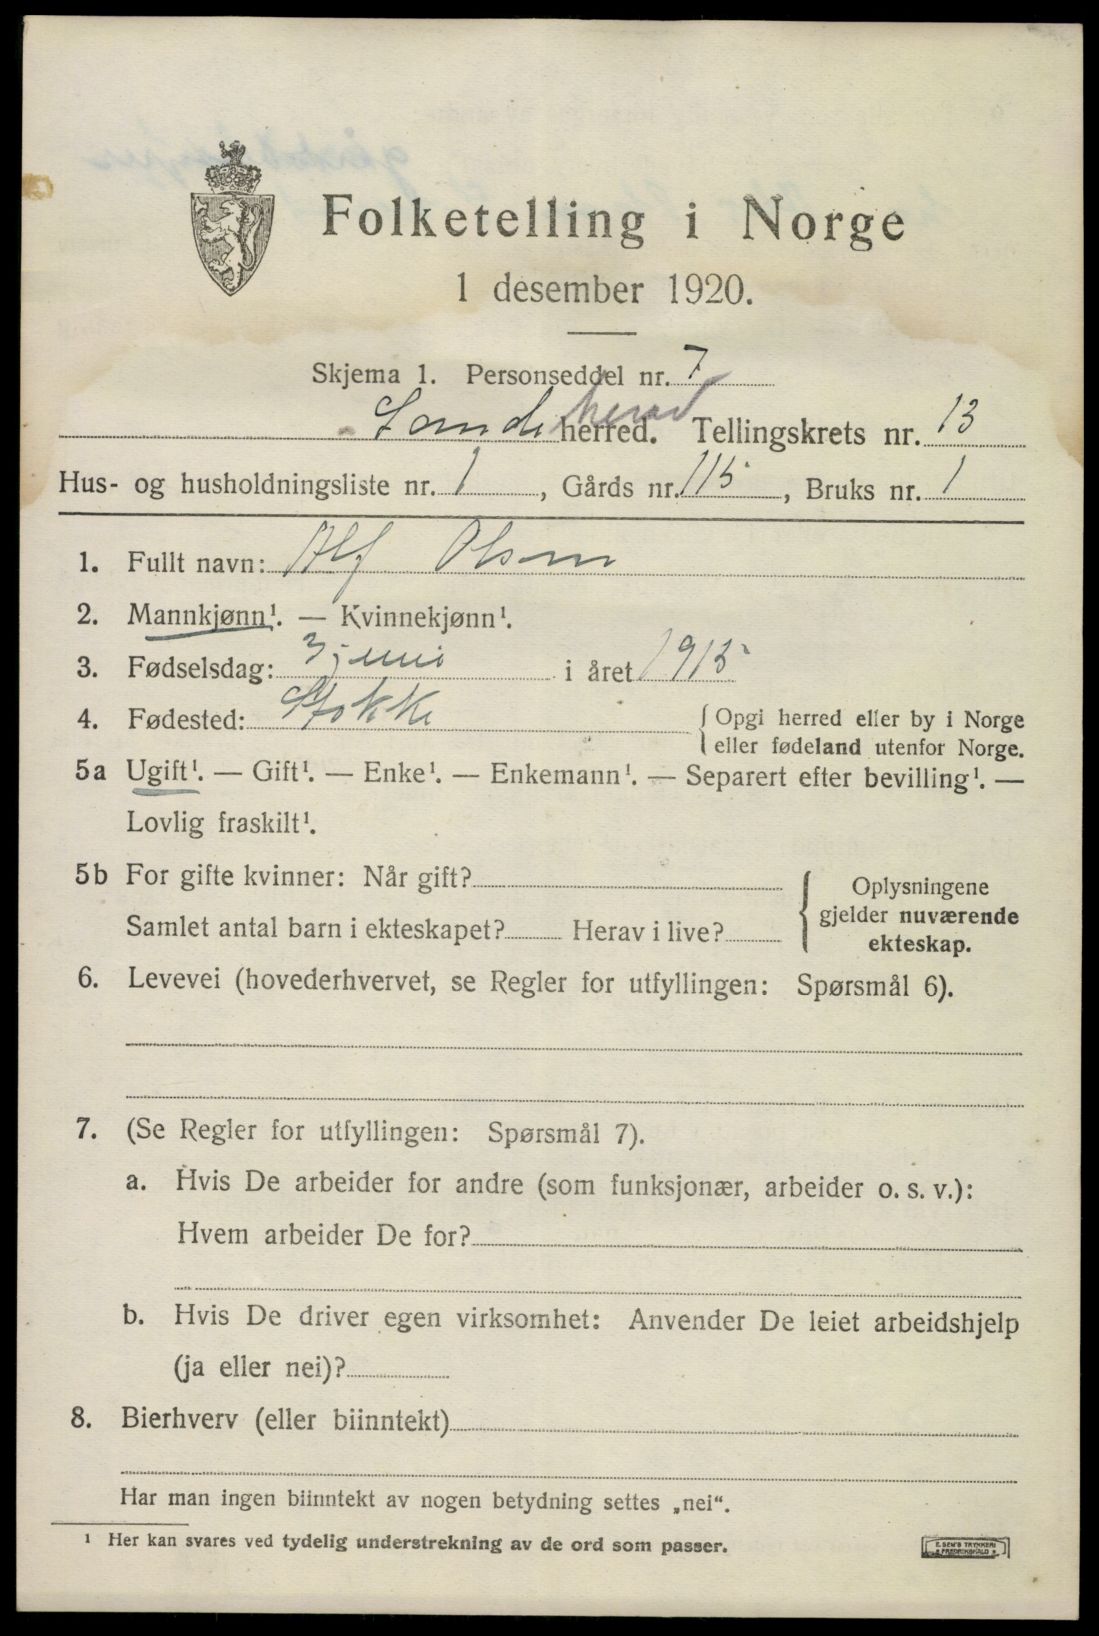 Folketelling i Norge
1 desember 1920.
Skjema 1. Personseddel nr. 7
Sandeherad herred. Tellingskrets nr. 13
Hus- og husholdningsliste nr. 1, Gårds nr. 115, Bruks nr. 1
1. Fullt navn: Alf Olsen
2. Mannkjønn¹. — Kvinnekjønn¹.
3. Fødselsdag: 3 juni i året 1915
4. Fødested: Stokke {Opgi herred eller by i Norge
eller fødeland utenfor Norge.
5a Ugift¹. — Gift¹. — Enke¹. — Enkemann¹. — Separert efter bevilling¹. —
Lovlig fraskilt¹.
5b For gifte kvinner: Når gift? { Oplysningene
gjelder nuværende
Samlet antal barn i ekteskapet? Herav i live?
ekteskap.
6. Levevei (hovederhvervet, se Regler for utfyllingen: Spørsmål 6).
7. (Se Regler for utfyllingen: Spørsmål 7).
a. Hvis De arbeider for andre (som funksjonær, arbeider o. s. v.):
Hvem arbeider De for?
b. Hvis De driver egen virksomhet: Anvender De leiet arbeidshjelp
(ja eller nei)?
8. Bierhverv (eller biinntekt)
Har man ingen biinntekt av nogen betydning settes „nei".
¹ Her kan svares ved tydelig understrekning av de ord som passer.
E. SEM'S TRYKKERI
FREDRIKSHALD